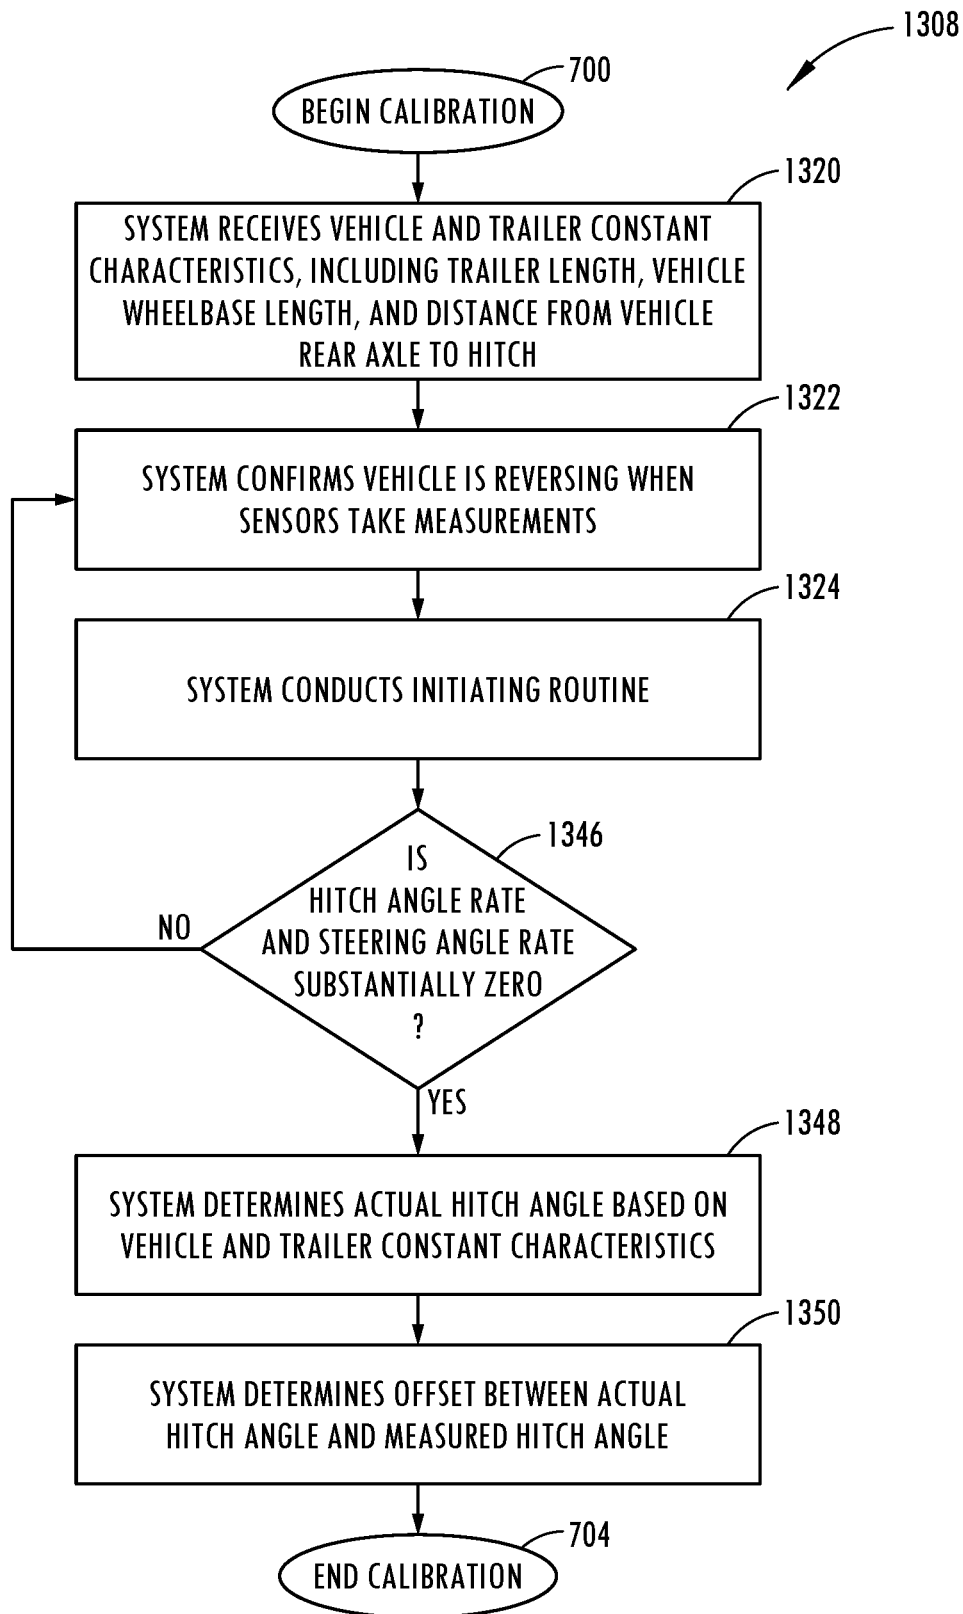 1308
700
BEGIN CALIBRATION
1320
SYSTEM RECEIVES VEHICLE AND TRAILER CONSTANT
CHARACTERISTICS, INCLUDING TRAILER LENGTH, VEHICLE
WHEELBASE LENGTH, AND DISTANCE FROM VEHICLE
REAR AXLE TO HITCH
1322
SYSTEM CONFIRMS VEHICLE IS REVERSING WHEN
SENSORS TAKE MEASUREMENTS
1324
SYSTEM CONDUCTS INITIATING ROUTINE
1346
IS
HITCH ANGLE RATE
AND STEERING ANGLE RATE
SUBSTANTIALLY ZERO
?
NO
YES
1348
SYSTEM DETERMINES ACTUAL HITCH ANGLE BASED ON
VEHICLE AND TRAILER CONSTANT CHARACTERISTICS
1350
SYSTEM DETERMINES OFFSET BETWEEN ACTUAL
HITCH ANGLE AND MEASURED HITCH ANGLE
704
END CALIBRATION